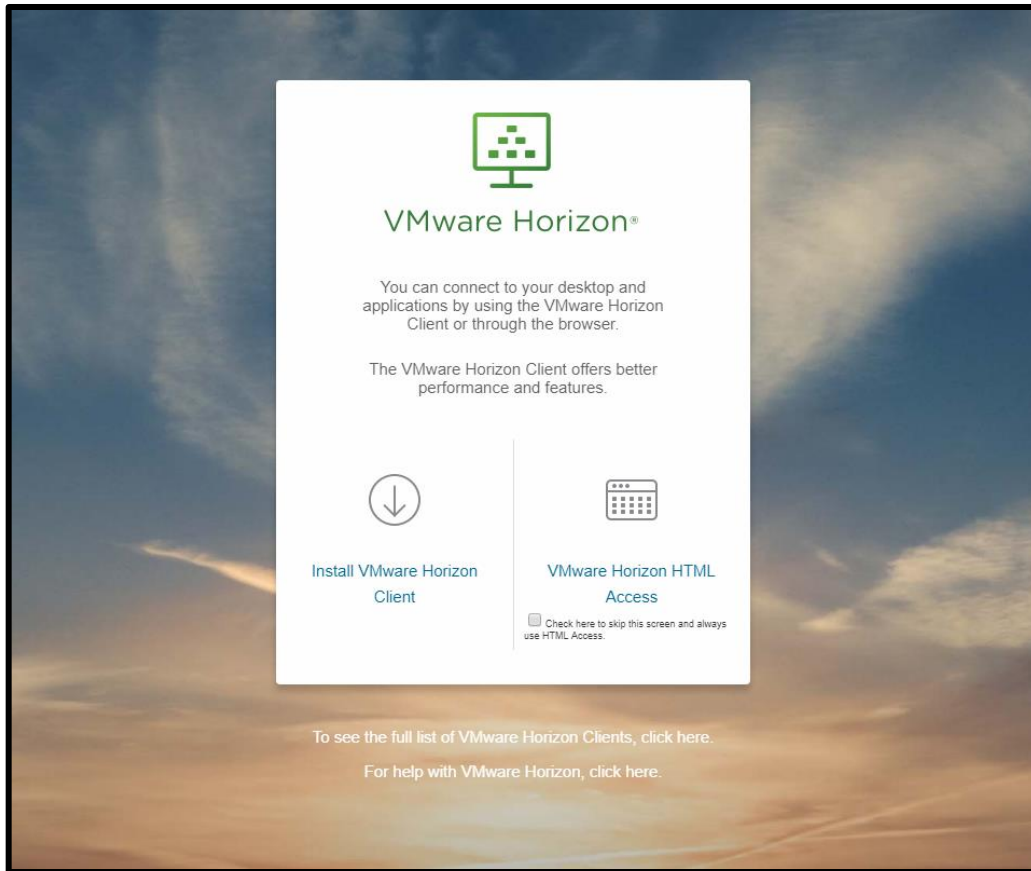 VMware Horizon®
You can connect to your desktop and
applications by using the VMware Horizon
Client or through the browser.
The VMware Horizon Client offers better
performance and features.
Install VMware Horizon
Client
VMware Horizon HTML
Access
Check here to skip this screen and always
use HTML Access.
To see the full list of VMware Horizon Clients, click here.
For help with VMware Horizon, click here.